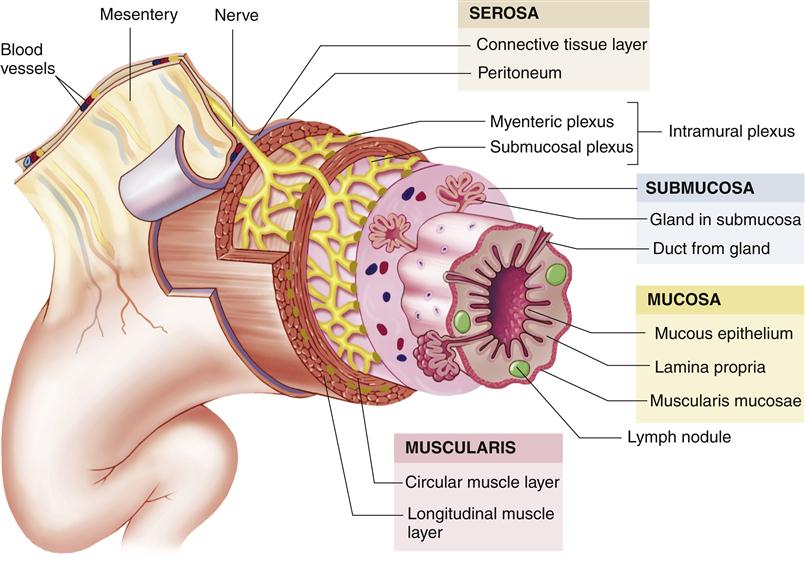 Mesentery
Nerve
Blood
vessels
SEROSA
Connective tissue layer
Peritoneum
Myenteric plexus
Submucosal plexus
Intramural plexus
SUBMUCOSA
Gland in submucosa
Duct from gland
MUCOSA
Mucous epithelium
Lamina propria
Muscularis mucosae
Lymph nodule
MUSCULARIS
Circular muscle layer
Longitudinal muscle
layer